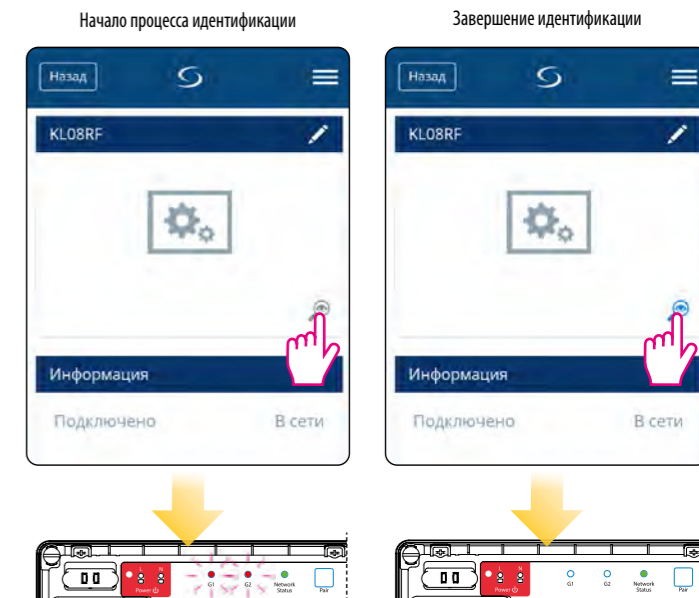 Начало процесса идентификации
Назад
KL08RF
Информация
Подключено В сети
L N
Power
G1 G2 Network Status Pair
Завершение идентификации
Назад
KL08RF
Информация
Подключено В сети
L N
Power
G1 G2 Network Status Pair